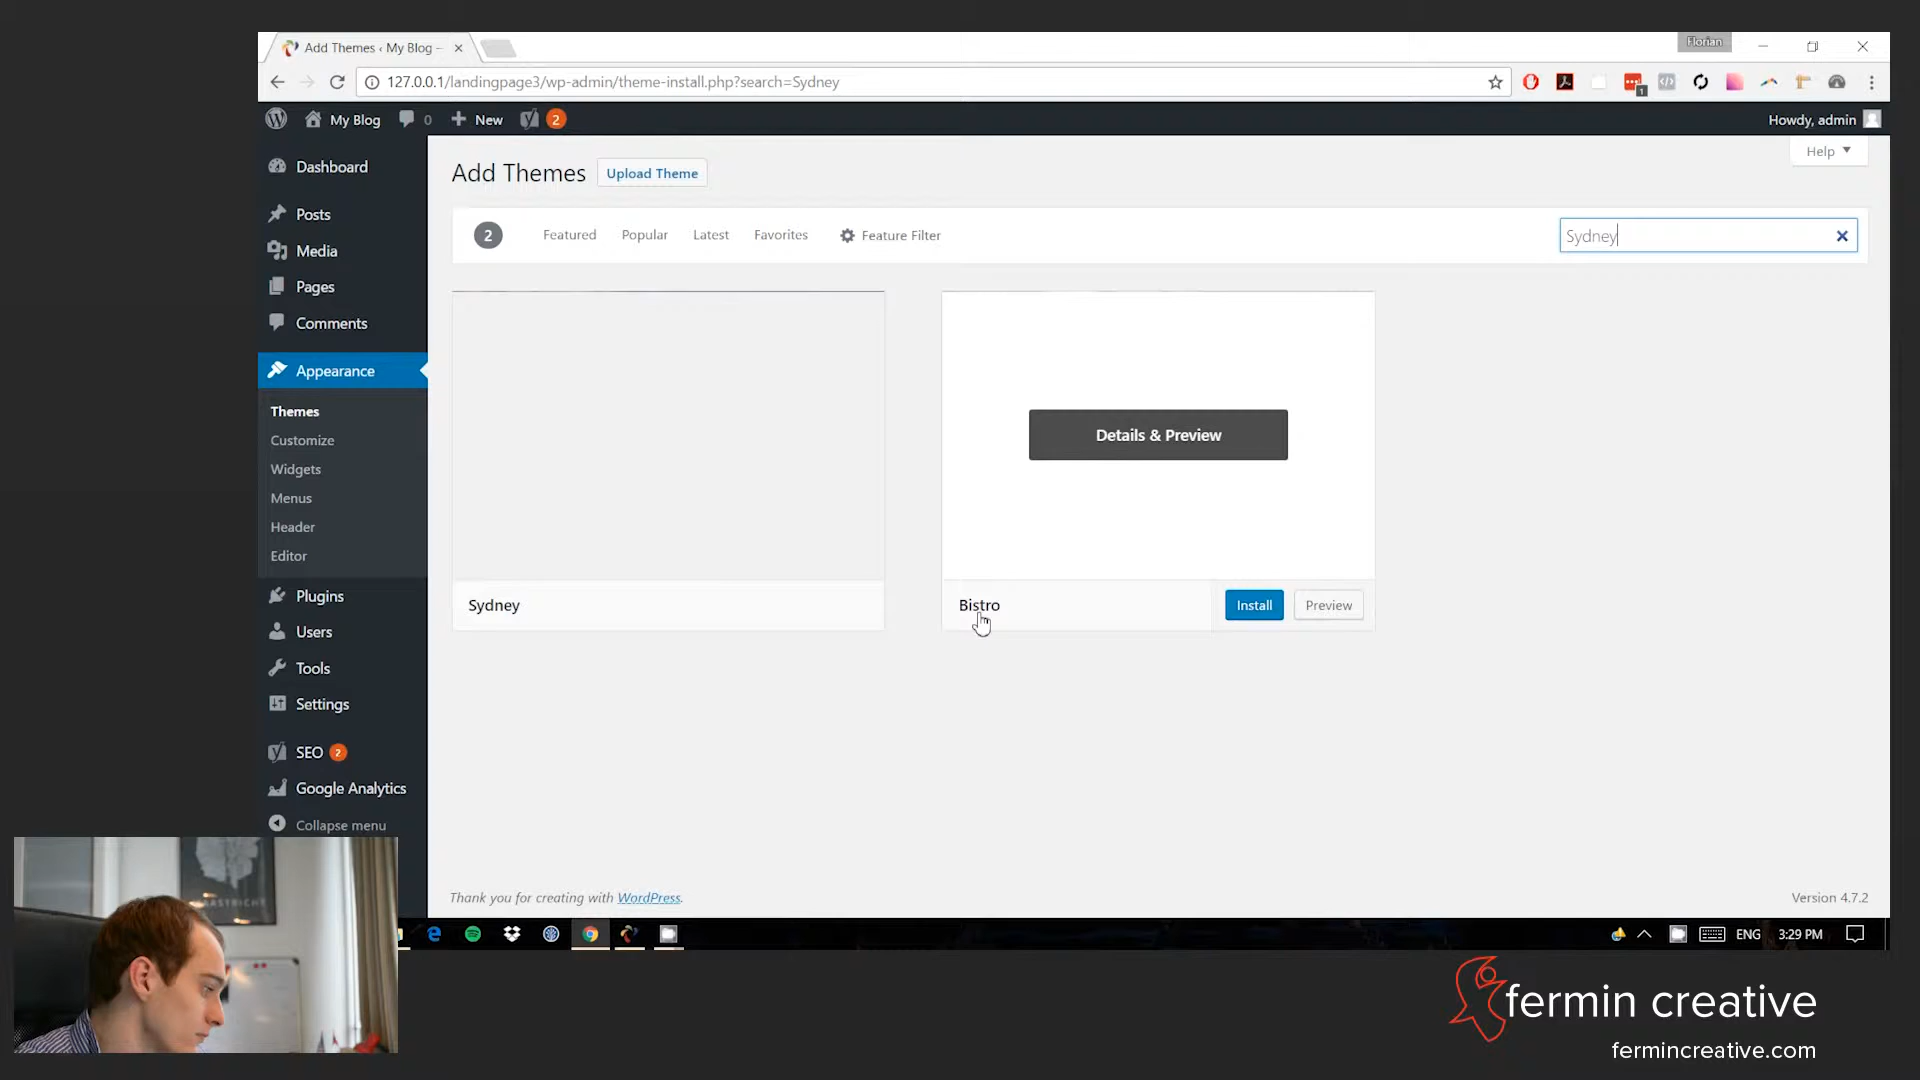 Add Themes ‹ My Blog –
Florian
127.0.0.1/landingpage3/wp-admin/theme-install.php?search=Sydney
1
My Blog
0
New
2
Howdy, admin
Help
Dashboard
Posts
Media
Pages
Comments
Appearance
Themes
Customize
Widgets
Menus
Header
Editor
Plugins
Users
Tools
Settings
SEO 2
Google Analytics
Collapse menu
Add Themes
Upload Theme
2
Featured
Popular
Latest
Favorites
Feature Filter
Sydney
Details & Preview
Sydney
Bistro
Install
Preview
Thank you for creating with WordPress.
Version 4.7.2
ENG
3:29 PM
fermin creative
fermincreative.com